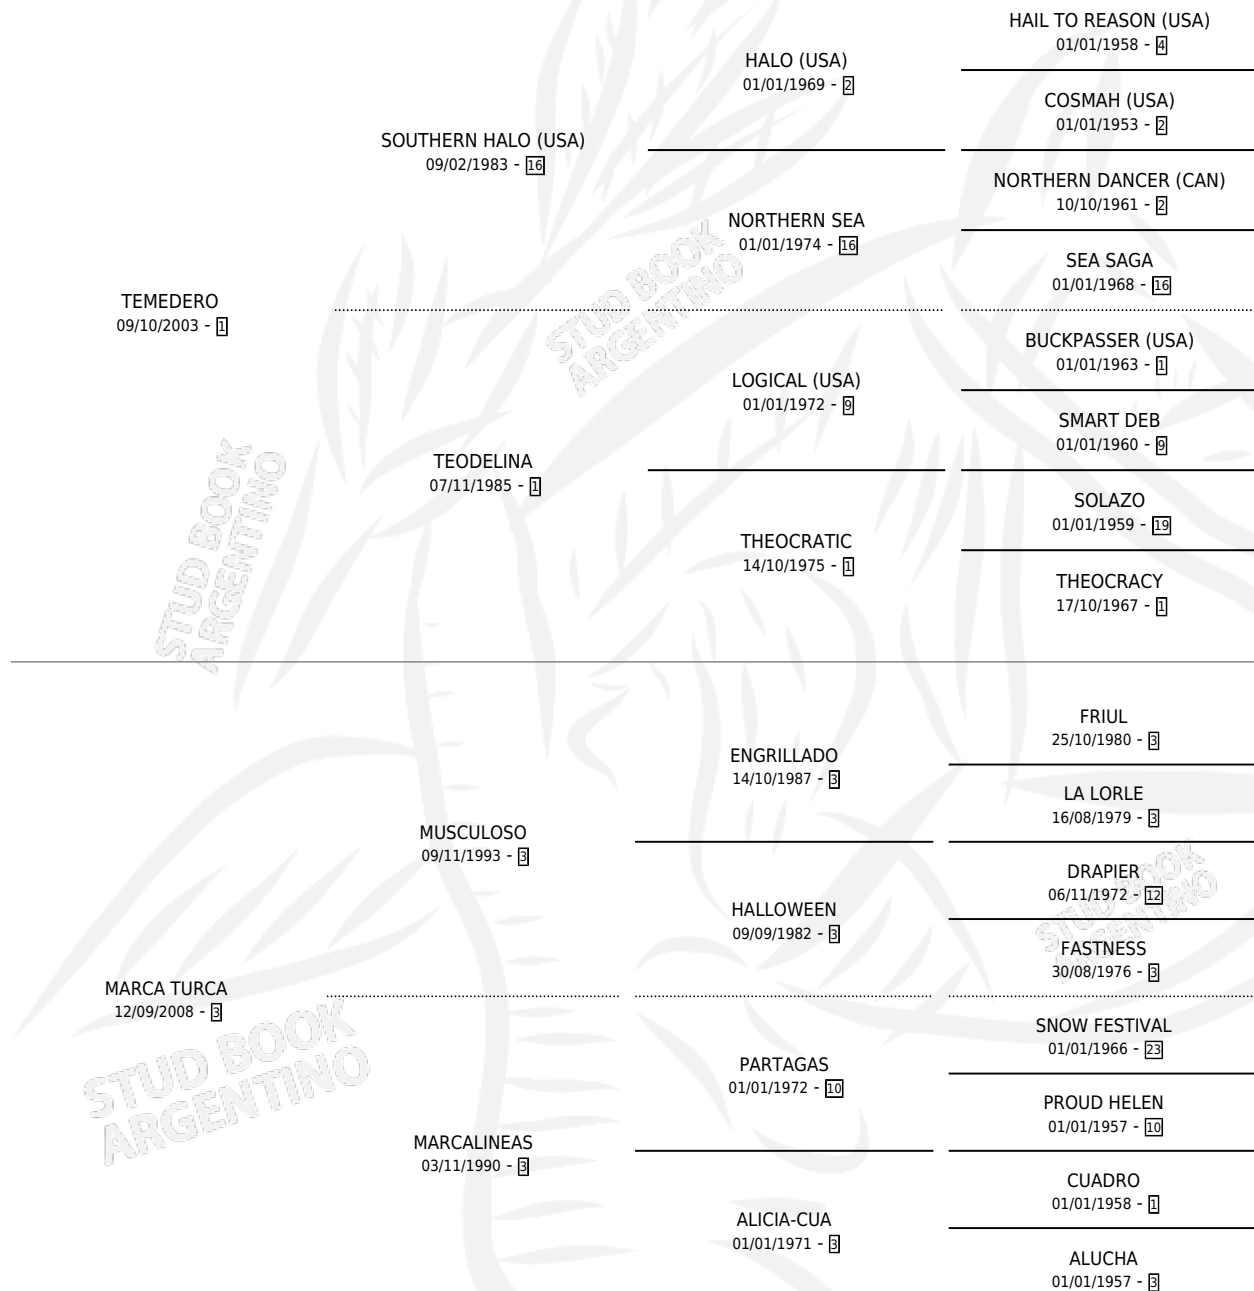 HAIL TO REASON (USA)
01/01/1958 - 4
HALO (USA)
01/01/1969 - 2
COSMAH (USA)
01/01/1953 - 2
SOUTHERN HALO (USA)
09/02/1983 - 16
NORTHERN DANCER (CAN)
10/10/1961 - 2
NORTHERN SEA
01/01/1974 - 16
SEA SAGA
01/01/1968 - 16
TEMEDERO
09/10/2003 - 1
BUCKPASSER (USA)
01/01/1963 - 1
LOGICAL (USA)
01/01/1972 - 9
SMART DEB
01/01/1960 - 9
TEODELINA
07/11/1985 - 1
SOLAZO
01/01/1959 - 19
THEOCRATIC
14/10/1975 - 1
THEOCRACY
17/10/1967 - 1
STUD BOOK
ARGENTINO
STUD BOOK
ARGENTINO
FRIUL
25/10/1980 - 3
ENGRILLADO
14/10/1987 - 3
LA LORLE
16/08/1979 - 3
MUSCULOSO
09/11/1993 - 3
DRAPIER
06/11/1972 - 12
HALLOWEEN
09/09/1982 - 3
FASTNESS
30/08/1976 - 3
STUD BOOK
ARGENTINO
MARCA TURCA
12/09/2008 - 3
SNOW FESTIVAL
01/01/1966 - 23
PARTAGAS
01/01/1972 - 10
PROUD HELEN
01/01/1957 - 10
STUD BOOK
ARGENTINO
MARCALINEAS
03/11/1990 - 3
CUADRO
01/01/1958 - 1
ALICIA-CUA
01/01/1971 - 3
ALUCHA
01/01/1957 - 3